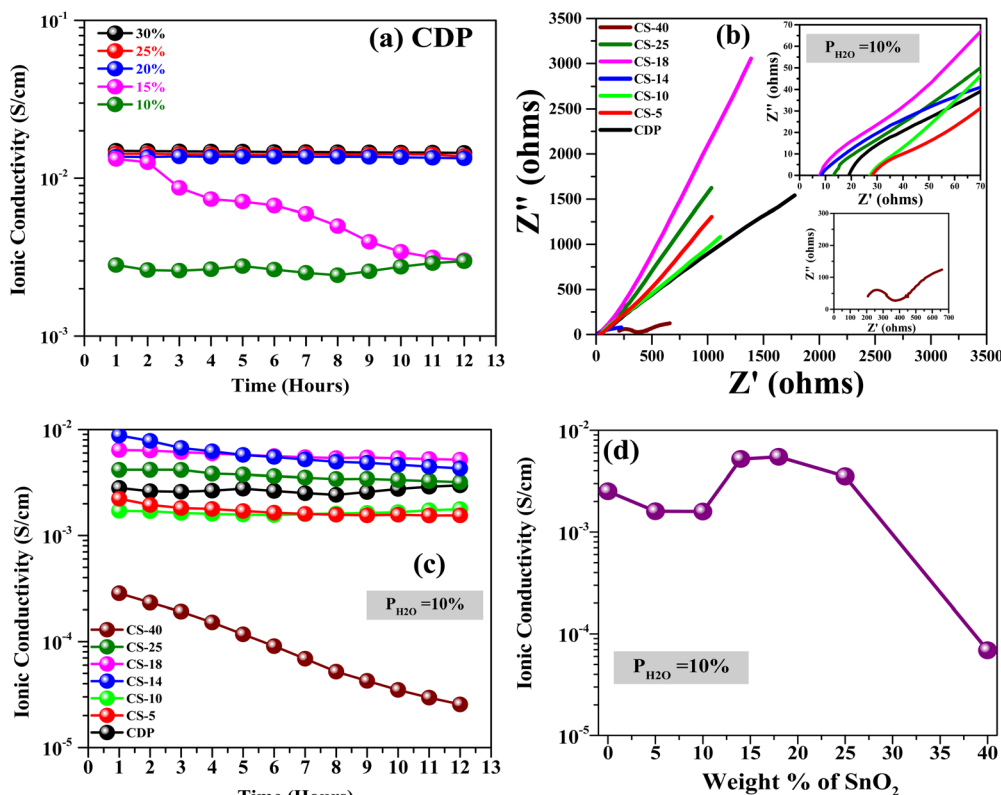 (a) CDP
30%
25%
20%
15%
10%
Ionic Conductivity (S/cm)
10⁻¹
10⁻²
10⁻³
0 1 2 3 4 5 6 7 8 9 10 11 12 13
Time (Hours)
(b)
CS-40
CS-25
CS-18
CS-14
CS-10
CS-5
CDP
Z'' (ohms)
3500
3000
2500
2000
1500
1000
500
0
0 500 1000 1500 2000 2500 3000 3500
Z' (ohms)
P_H2O =10%
Z'' (ohms)
70
60
50
40
30
20
10
0
0 10 20 30 40 50 60 70
Z' (ohms)
Z'' (ohms)
300
200
100
0
0 100 200 300 400 500 600 700
Z' (ohms)
(c)
P_H2O =10%
CS-40
CS-25
CS-18
CS-14
CS-10
CS-5
CDP
Ionic Conductivity (S/cm)
10⁻²
10⁻³
10⁻⁴
10⁻⁵
0 1 2 3 4 5 6 7 8 9 10 11 12 13
Time (Hours)
(d)
P_H2O =10%
Ionic Conductivity (S/cm)
10⁻²
10⁻³
10⁻⁴
10⁻⁵
0 5 10 15 20 25 30 35 40
Weight % of SnO₂